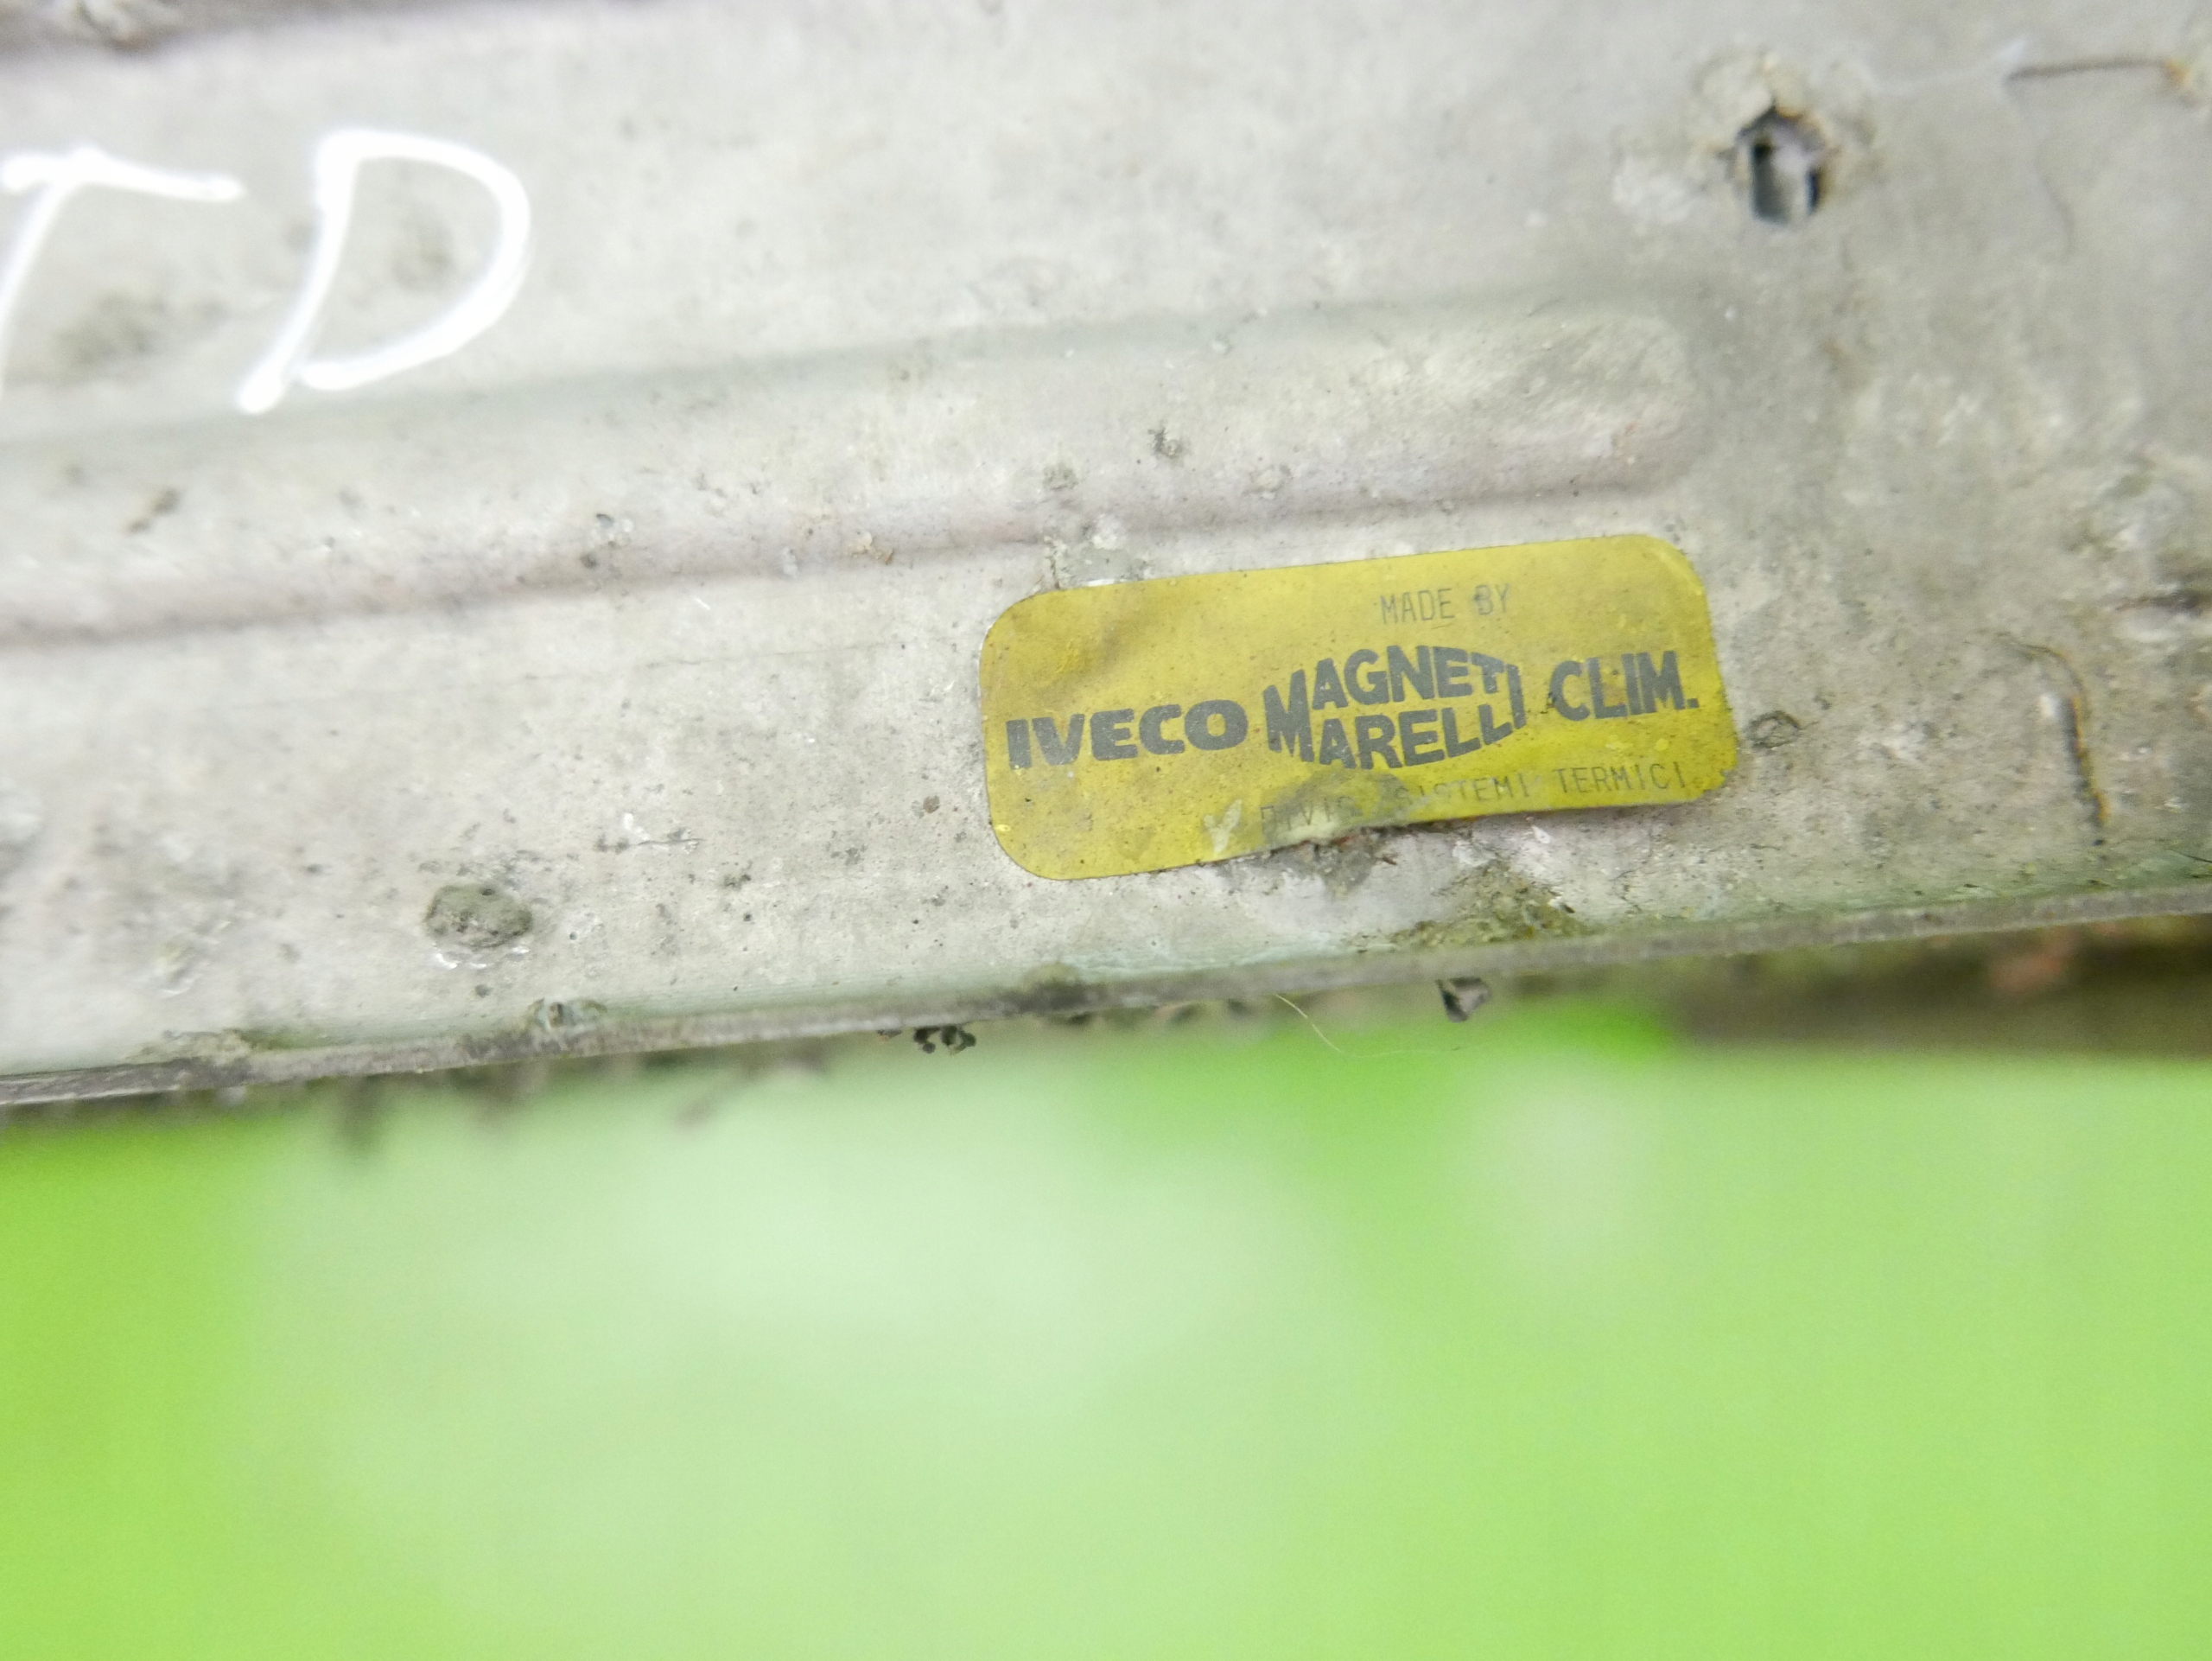 TD
MADE BY
IVECO MAGNETI MARELLI CLIM.
SISTEMI TERMICI